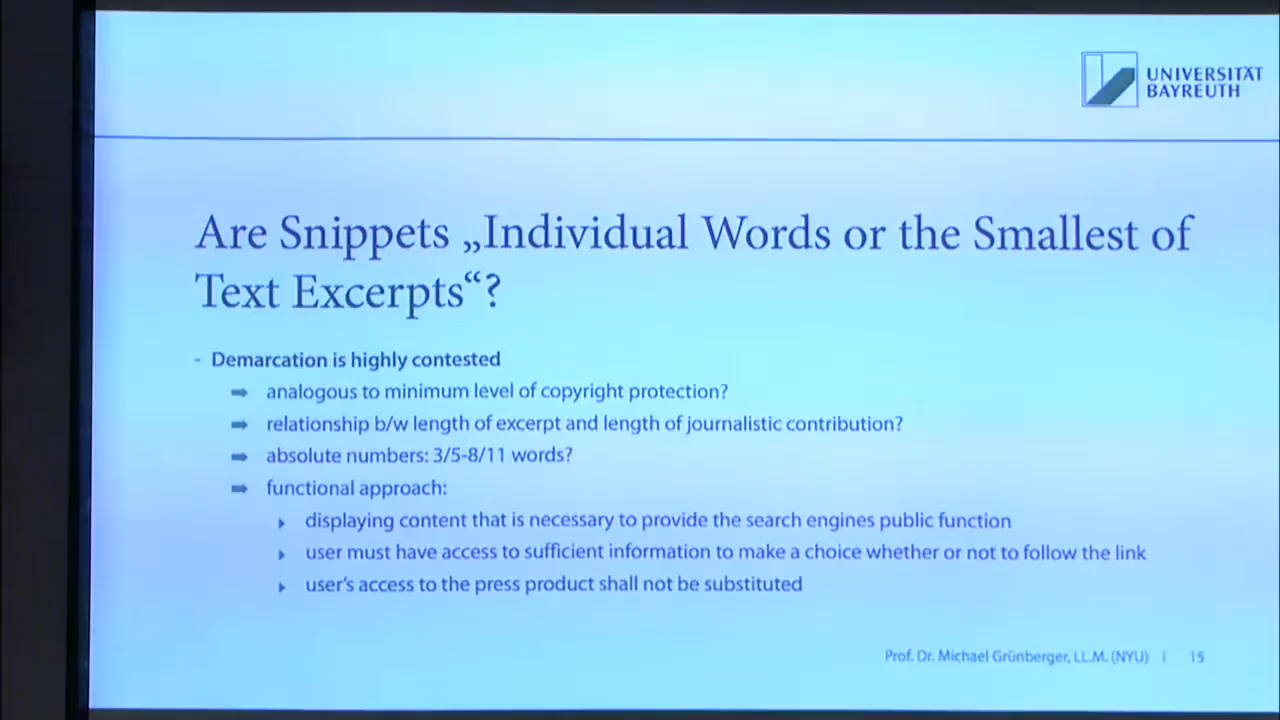 UNIVERSITÄT
BAYREUTH
Are Snippets „Individual Words or the Smallest of
Text Excerpts“?
- Demarcation is highly contested
➡ analogous to minimum level of copyright protection?
➡ relationship b/w length of excerpt and length of journalistic contribution?
➡ absolute numbers: 3/5-8/11 words?
➡ functional approach:
▸ displaying content that is necessary to provide the search engines public function
▸ user must have access to sufficient information to make a choice whether or not to follow the link
▸ user’s access to the press product shall not be substituted
Prof. Dr. Michael Grünberger, LL.M. (NYU) | 15